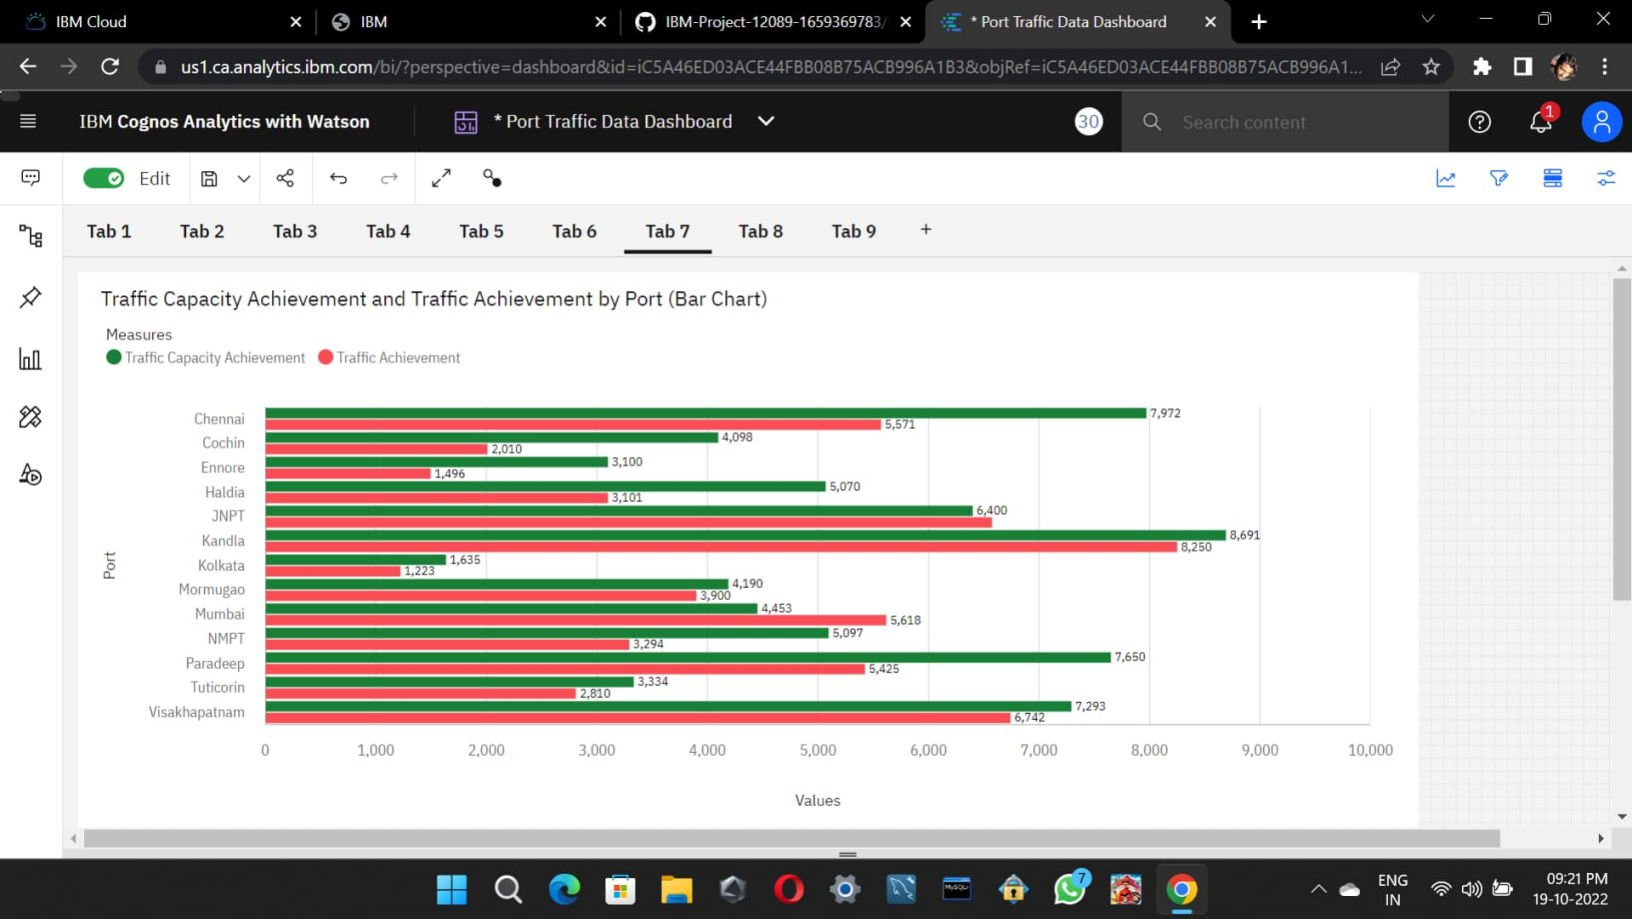 IBM Cloud
IBM
IBM-Project-12089-1659369783/
* Port Traffic Data Dashboard
us1.ca.analytics.ibm.com/bi/?perspective=dashboard&id=iC5A46ED03ACE44FBB08B75ACB996A1B3&objRef=iC5A46ED03ACE44FBB08B75ACB996A1...
IBM Cognos Analytics with Watson
* Port Traffic Data Dashboard
30
Search content
1
Edit
Tab 1 Tab 2 Tab 3 Tab 4 Tab 5 Tab 6 Tab 7 Tab 8 Tab 9 +
Traffic Capacity Achievement and Traffic Achievement by Port (Bar Chart)
Measures
Traffic Capacity Achievement Traffic Achievement
Port
Chennai 7,972
5,571
Cochin 4,098
2,010
Ennore 3,100
1,496
Haldia 5,070
3,101
JNPT 6,400
Kandla 8,691
8,250
Kolkata 1,635
1,223
Mormugao 4,190
3,900
Mumbai 4,453
5,618
NMPT 5,097
3,294
Paradeep 7,650
5,425
Tuticorin 3,334
2,810
Visakhapatnam 7,293
6,742
0 1,000 2,000 3,000 4,000 5,000 6,000 7,000 8,000 9,000 10,000
Values
MySQL
7
ENG
IN
09:21 PM
19-10-2022